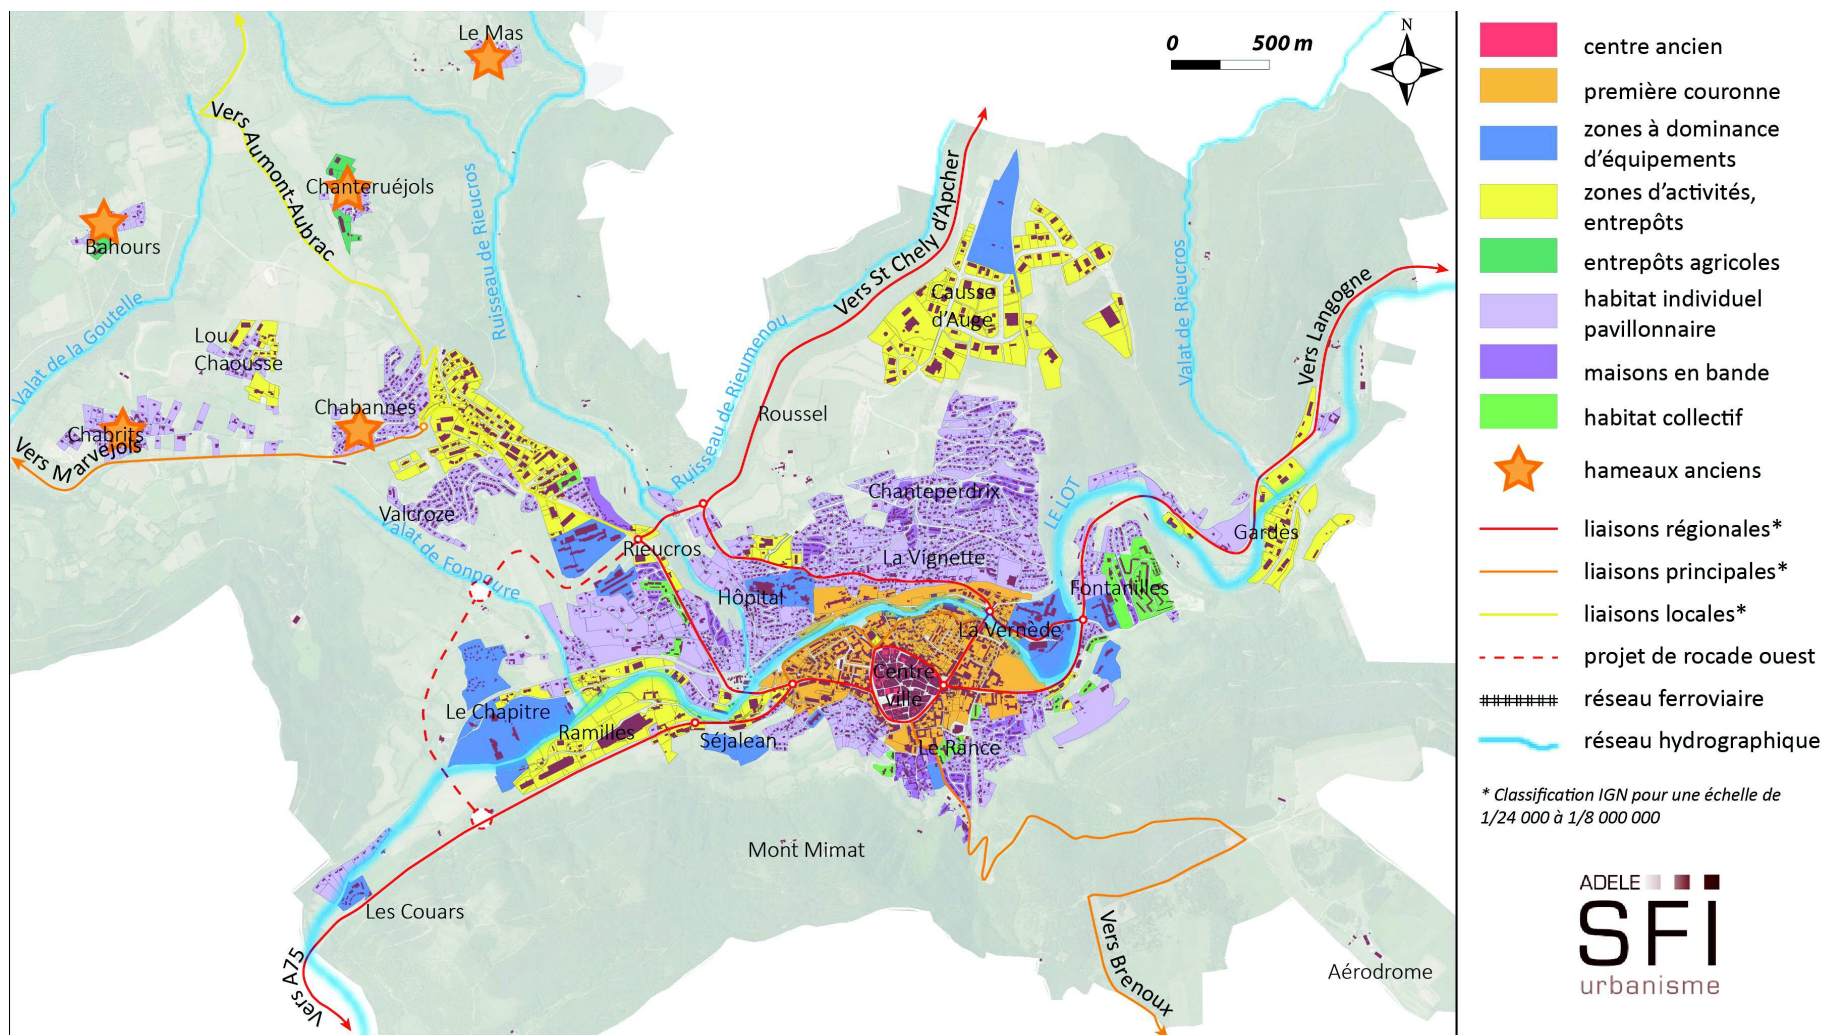 Le Mas
0 500 m
N
Vers Aumont-Aubrac
Chanteruéjols
Bahours
Ruisseau de Rieucros
Vers St Chely d'Apcher
Valat de Rieucros
Causse
d'Auge
Vers Langogne
Valat de la Goutelle
Lou
Chaousse
Ruisseau de Rieumenou
Roussel
Chabannes
Chabrits
Vers Marvejols
Valcroze
Valat de Fonpoure
Chanteperdrix
LE LOT
Gardès
Rieucros
La Vignette
Hôpital
Fontanilles
La Vernède
Centre
ville
Le Chapitre
Ramilles
Séjalean
Le Rance
Mont Mimat
Les Couars
Vers A75
Vers Brenoux
Aérodrome
centre ancien
première couronne
zones à dominance
d'équipements
zones d'activités,
entrepôts
entrepôts agricoles
habitat individuel
pavillonnaire
maisons en bande
habitat collectif
hameaux anciens
liaisons régionales*
liaisons principales*
liaisons locales*
projet de rocade ouest
réseau ferroviaire
réseau hydrographique
* Classification IGN pour une échelle de
1/24 000 à 1/8 000 000
ADELE
SFI
urbanisme